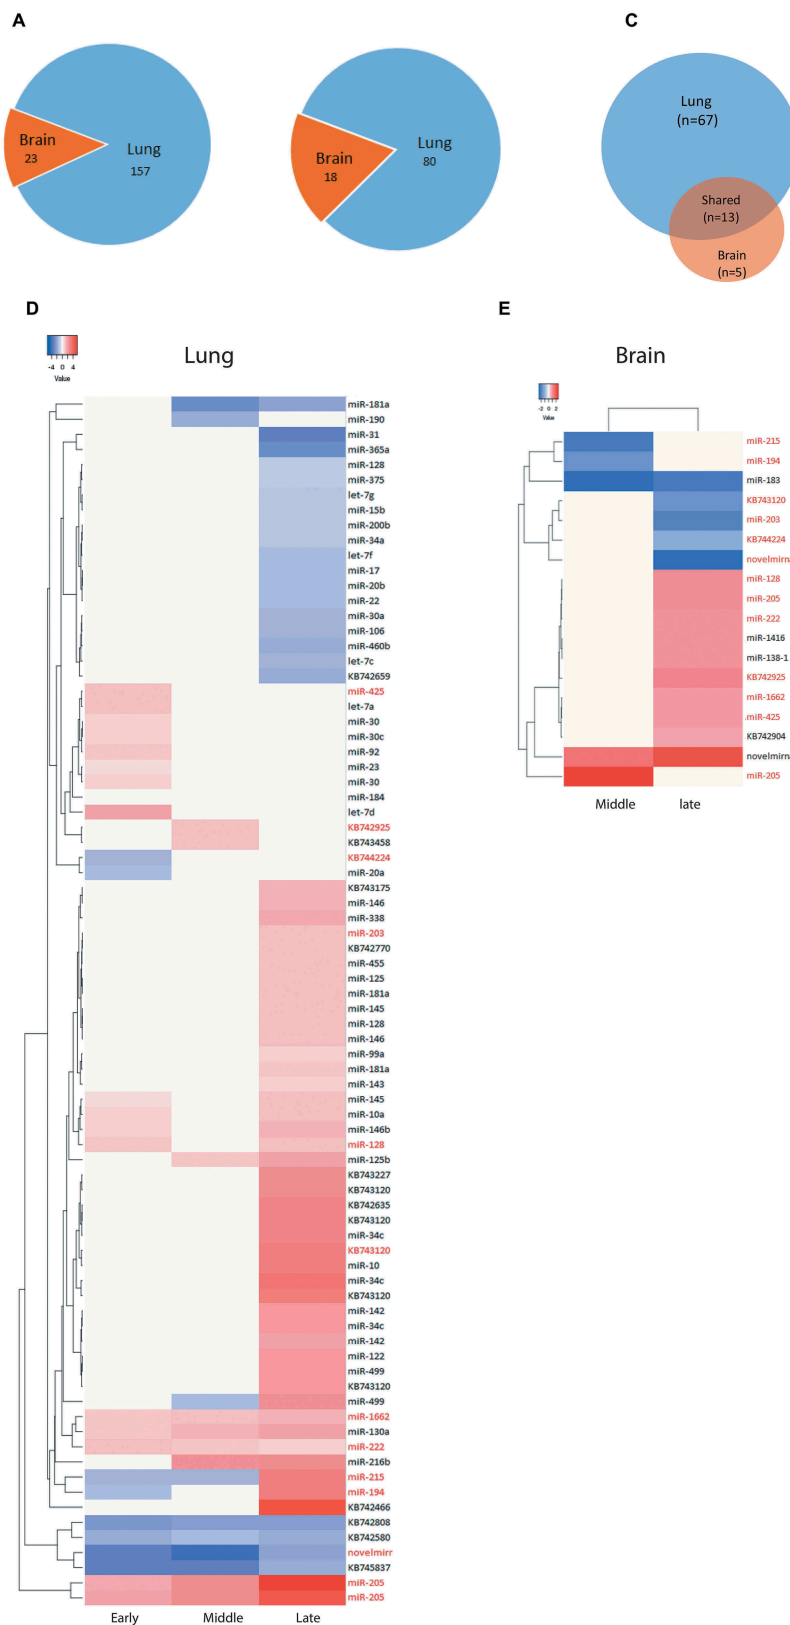 A
C
Brain
23
Lung
157
Brain
18
Lung
80
Lung
(n=67)
Shared
(n=13)
Brain
(n=5)
D
-4 0 4
Value
Lung
miR-181a
miR-190
miR-31
miR-365a
miR-128
miR-375
let-7g
miR-15b
miR-200b
miR-34a
let-7f
miR-17
miR-20b
miR-22
miR-30a
miR-106
miR-460b
let-7c
KB742659
miR-425
let-7a
miR-30
miR-30c
miR-92
miR-23
miR-30
miR-184
let-7d
KB742925
KB743458
KB744224
miR-20a
KB743175
miR-146
miR-338
miR-203
KB742770
miR-455
miR-125
miR-181a
miR-145
miR-128
miR-146
miR-99a
miR-181a
miR-143
miR-145
miR-10a
miR-146b
miR-128
miR-125b
KB743227
KB743120
KB742635
KB743120
miR-34c
KB743120
miR-10
miR-34c
KB743120
miR-142
miR-34c
miR-142
miR-122
miR-499
KB743120
miR-499
miR-1662
miR-130a
miR-222
miR-216b
miR-215
miR-194
KB742466
KB742808
KB742580
novelmirr
KB745837
miR-205
miR-205
Early Middle Late
E
-2 0 2
Value
Brain
miR-215
miR-194
miR-183
KB743120
miR-203
KB744224
novelmirn
miR-128
miR-205
miR-222
miR-1416
miR-138-1
KB742925
miR-1662
miR-425
KB742904
novelmirn
miR-205
Middle late